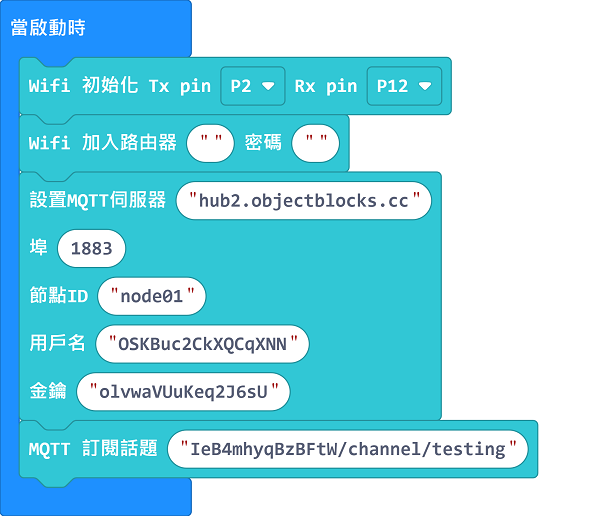 當啟動時
Wifi 初始化 Tx pin P2 Rx pin P12
Wifi 加入路由器 " " 密碼 " "
設置MQTT伺服器 "hub2.objectblocks.cc"
埠 1883
節點ID "node01"
用戶名 "OSKBuc2CkXQCqXNN"
金鑰 "olvwaVUuKeq2J6sU"
MQTT 訂閱話題 "IeB4mhyqBzBFtW/channel/testing"